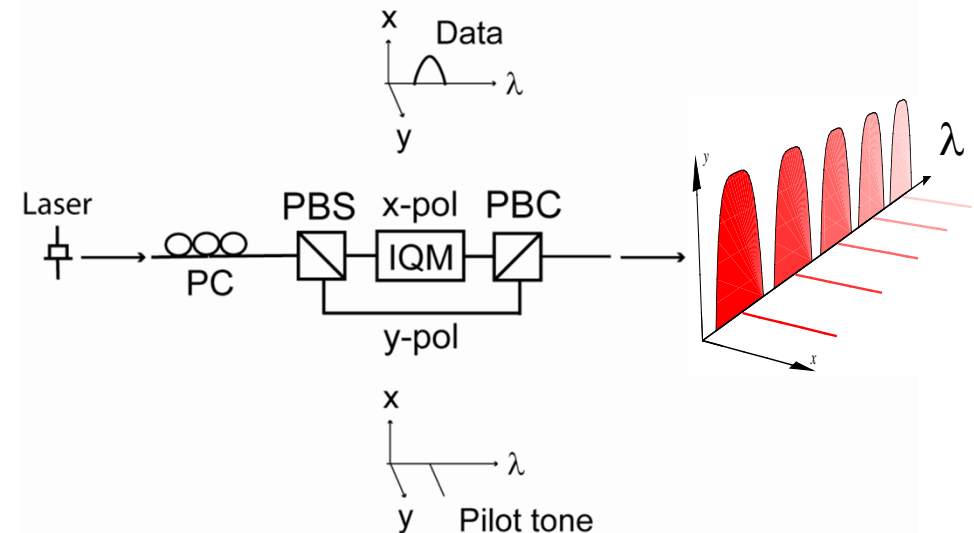 x
Data
λ
y
Laser
PC
PBS
x-pol
PBC
IQM
y-pol
x
λ
y
Pilot tone
y
λ
x